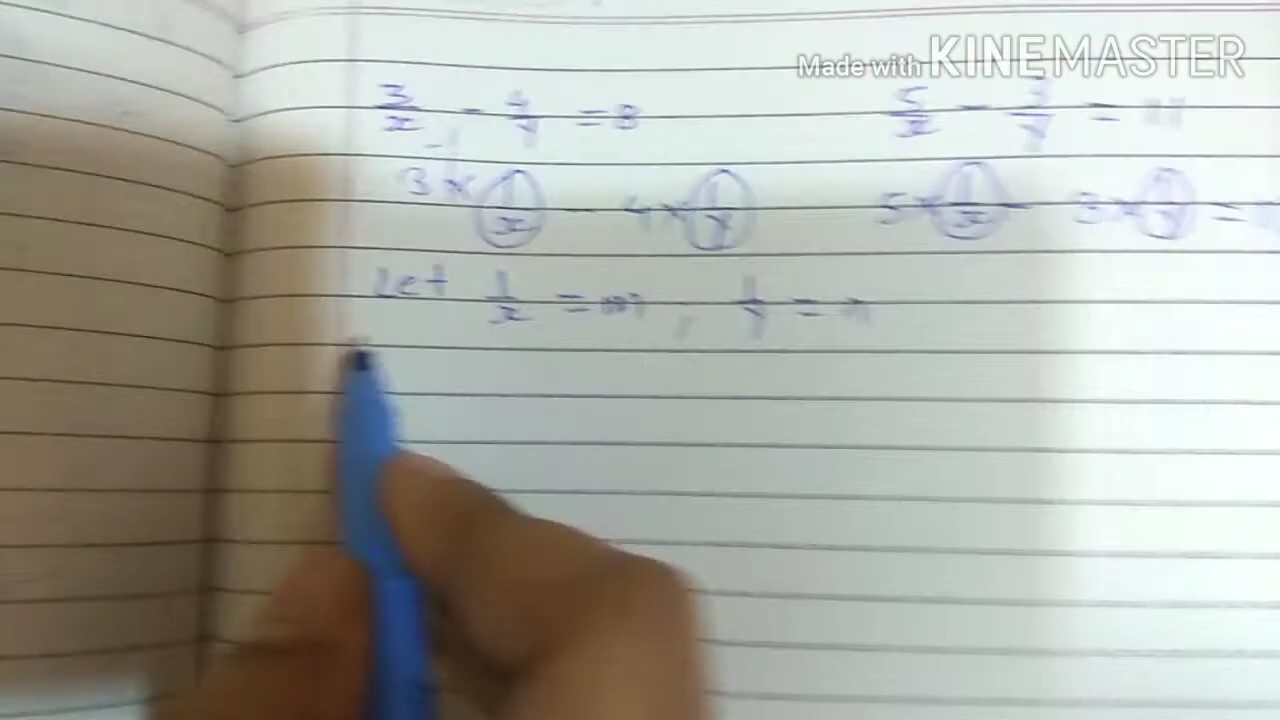 Made with KINEMASTER
3/x - 4/y = 8 5/x - 3/y = 11
3 × 1/x - 4 × 1/y 5 × 1/x - 3 × 1/y =
Let 1/x = m , 1/y = n